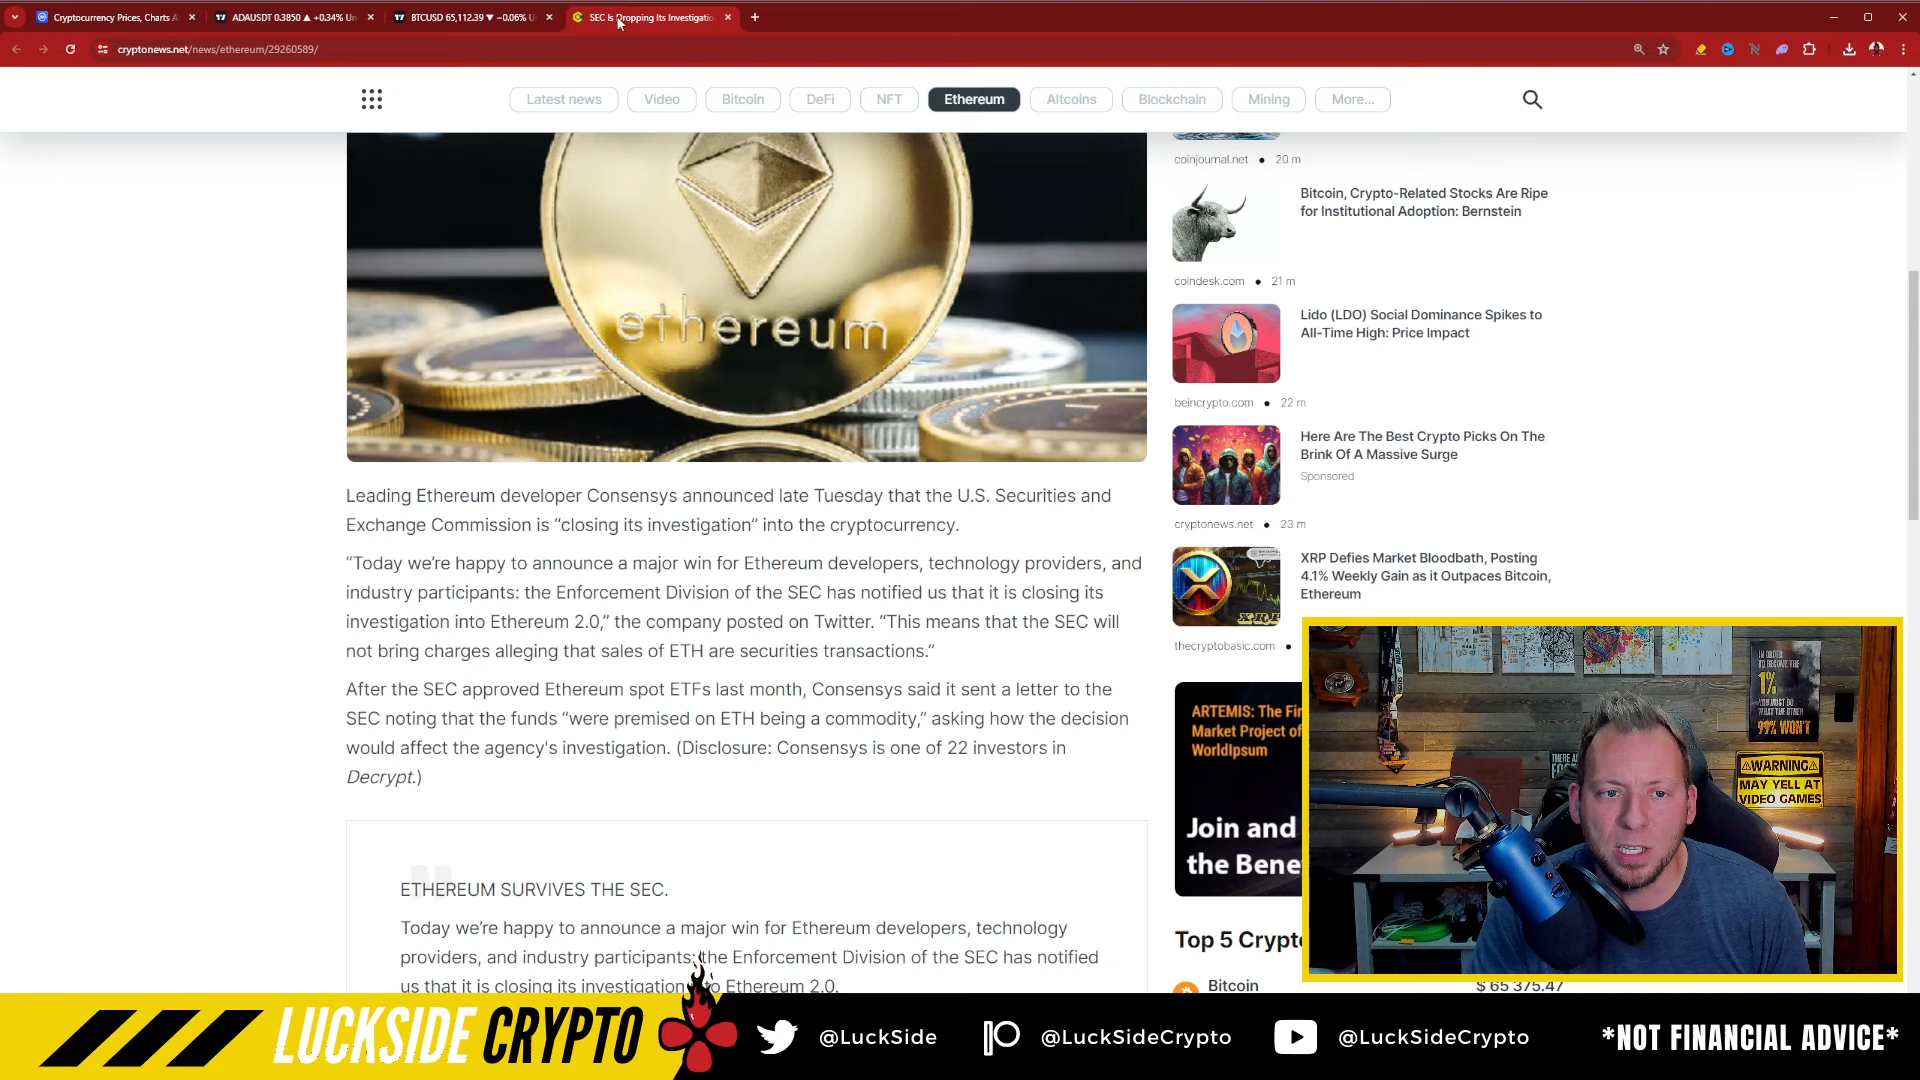 Cryptocurrency Prices, Charts A
ADAUSDT 0.3850 ▲ +0.34% Un
BTCUSD 65,112.39 ▼ −0.06% U
SEC Is Dropping Its Investigatio
cryptonews.net/news/ethereum/29260589/
Latest news
Video
Bitcoin
DeFi
NFT
Ethereum
Altcoins
Blockchain
Mining
More...
ethereum
Leading Ethereum developer Consensys announced late Tuesday that the U.S. Securities and
Exchange Commission is “closing its investigation” into the cryptocurrency.
“Today we’re happy to announce a major win for Ethereum developers, technology providers, and
industry participants: the Enforcement Division of the SEC has notified us that it is closing its
investigation into Ethereum 2.0,” the company posted on Twitter. “This means that the SEC will
not bring charges alleging that sales of ETH are securities transactions.”
After the SEC approved Ethereum spot ETFs last month, Consensys said it sent a letter to the
SEC noting that the funds “were premised on ETH being a commodity,” asking how the decision
would affect the agency's investigation. (Disclosure: Consensys is one of 22 investors in
Decrypt.)
ETHEREUM SURVIVES THE SEC.
Today we’re happy to announce a major win for Ethereum developers, technology
providers, and industry participants: the Enforcement Division of the SEC has notified
us that it is closing its investigation into Ethereum 2.0.
coinjournal.net ● 20 m
Bitcoin, Crypto-Related Stocks Are Ripe
for Institutional Adoption: Bernstein
coindesk.com ● 21 m
Lido (LDO) Social Dominance Spikes to
All-Time High: Price Impact
beincrypto.com ● 22 m
Here Are The Best Crypto Picks On The
Brink Of A Massive Surge
Sponsored
cryptonews.net ● 23 m
XRP Defies Market Bloodbath, Posting
4.1% Weekly Gain as it Outpaces Bitcoin,
Ethereum
XRP
thecryptobasic.com ●
ARTEMIS: The Fir
Market Project of
WorldIpsum
Join and
the Bene
Top 5 Crypto
Bitcoin
$ 65 375.47
IN ORDER
TO BECOME THE
1%
YOU MUST DO
WHAT THE OTHER
99% WON'T
⚠WARNING⚠
MAY YELL AT
VIDEO GAMES
LUCKSIDE CRYPTO
@LuckSide
@LuckSideCrypto
@LuckSideCrypto
*NOT FINANCIAL ADVICE*